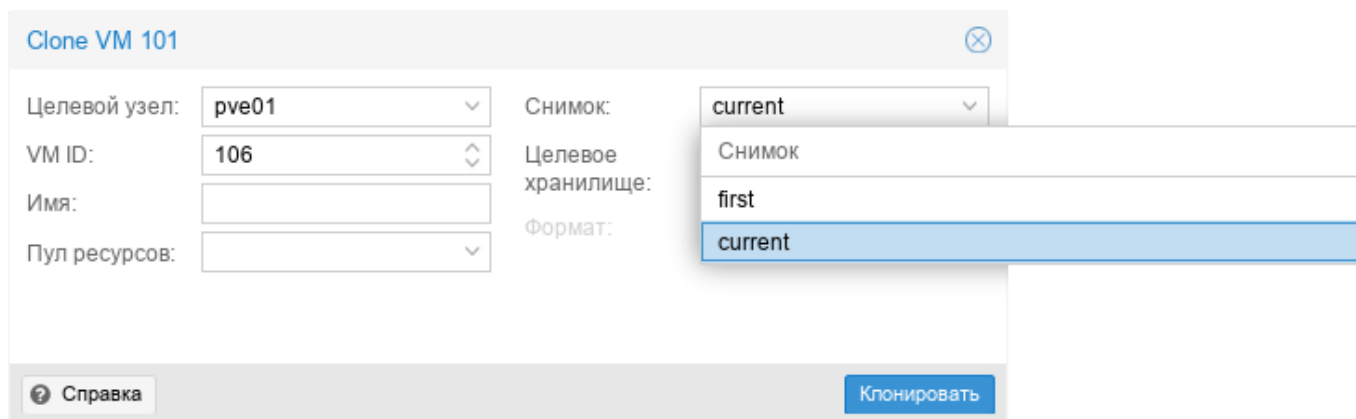 Clone VM 101
Целевой узел: pve01
VM ID: 106
Имя:
Пул ресурсов:
Снимок: current
Целевое
хранилище:
Формат:
Снимок
first
current
Справка
Клонировать